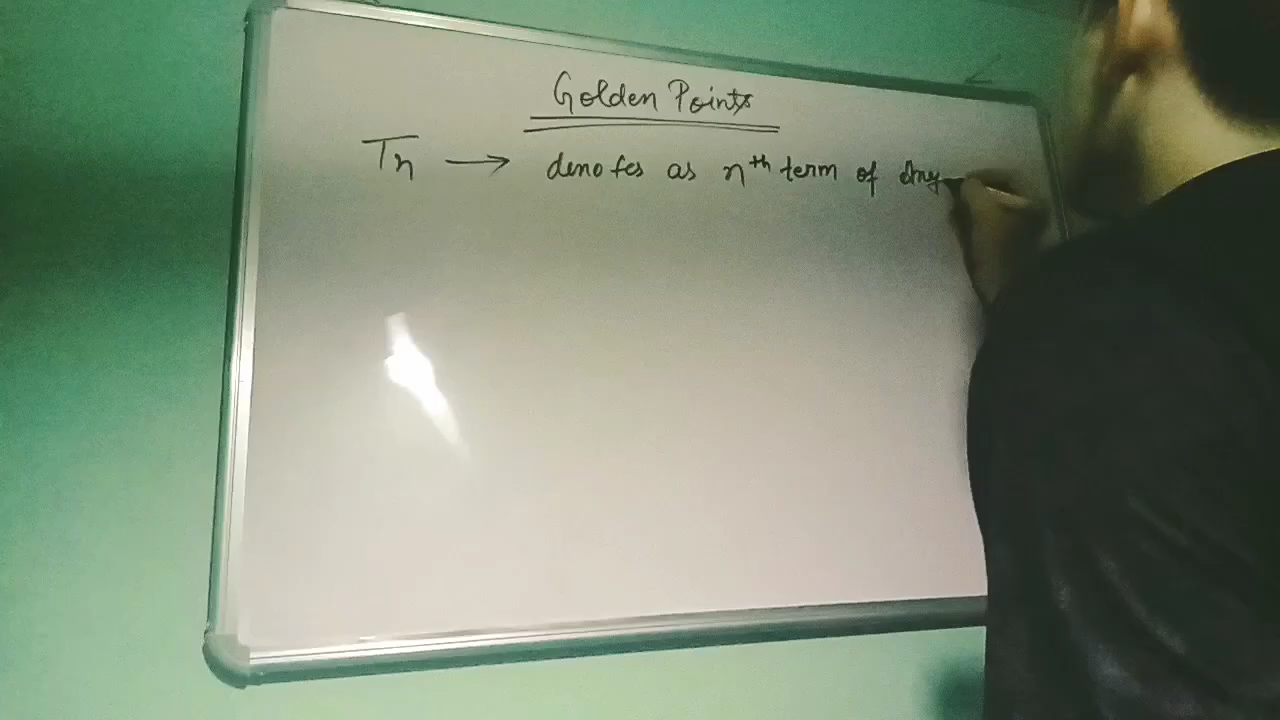 Golden Points
Tn → denotes as nth term of any